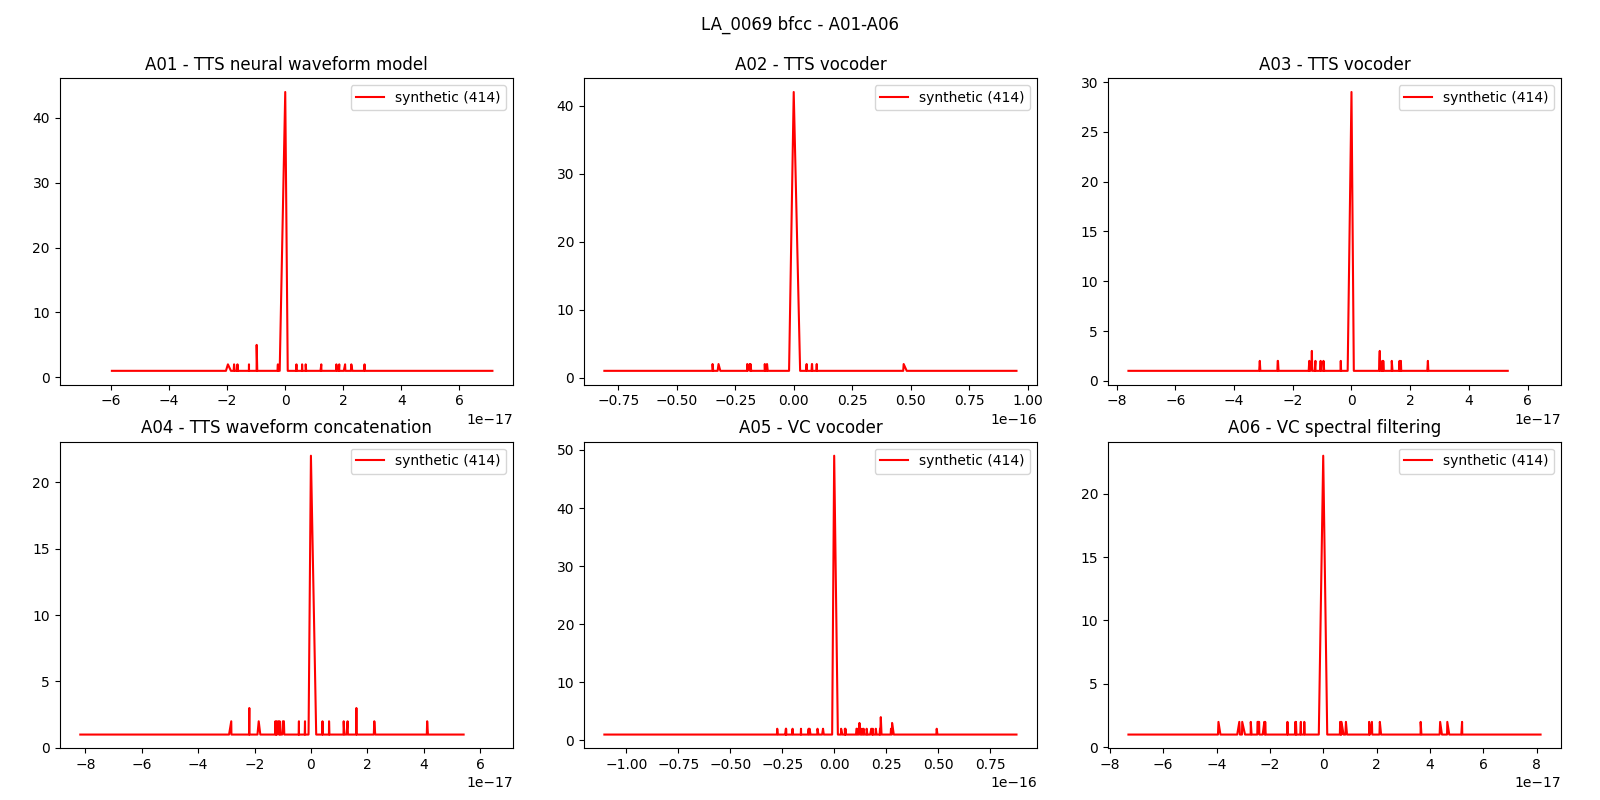 LA_0069 bfcc - A01-A06
A01 - TTS neural waveform model
synthetic (414)
40
30
20
10
0
−6 −4 −2 0 2 4 6
1e−17
A02 - TTS vocoder
synthetic (414)
40
30
20
10
0
−0.75 −0.50 −0.25 0.00 0.25 0.50 0.75 1.00
1e−16
A03 - TTS vocoder
synthetic (414)
30
25
20
15
10
5
0
−8 −6 −4 −2 0 2 4 6
1e−17
A04 - TTS waveform concatenation
synthetic (414)
20
15
10
5
0
−8 −6 −4 −2 0 2 4 6
1e−17
A05 - VC vocoder
synthetic (414)
50
40
30
20
10
0
−1.00 −0.75 −0.50 −0.25 0.00 0.25 0.50 0.75
1e−16
A06 - VC spectral filtering
synthetic (414)
20
15
10
5
0
−8 −6 −4 −2 0 2 4 6 8
1e−17